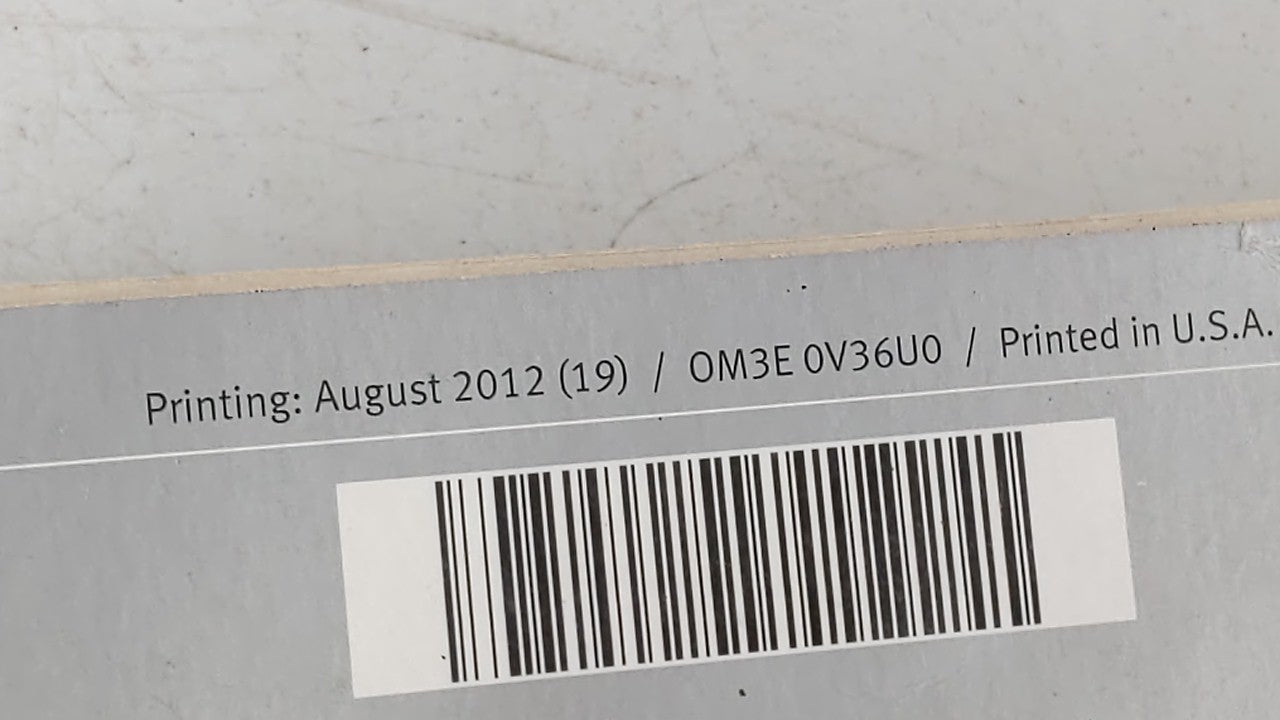 Printing: August 2012 (19) / OM3E 0V36U0 / Printed in U.S.A.